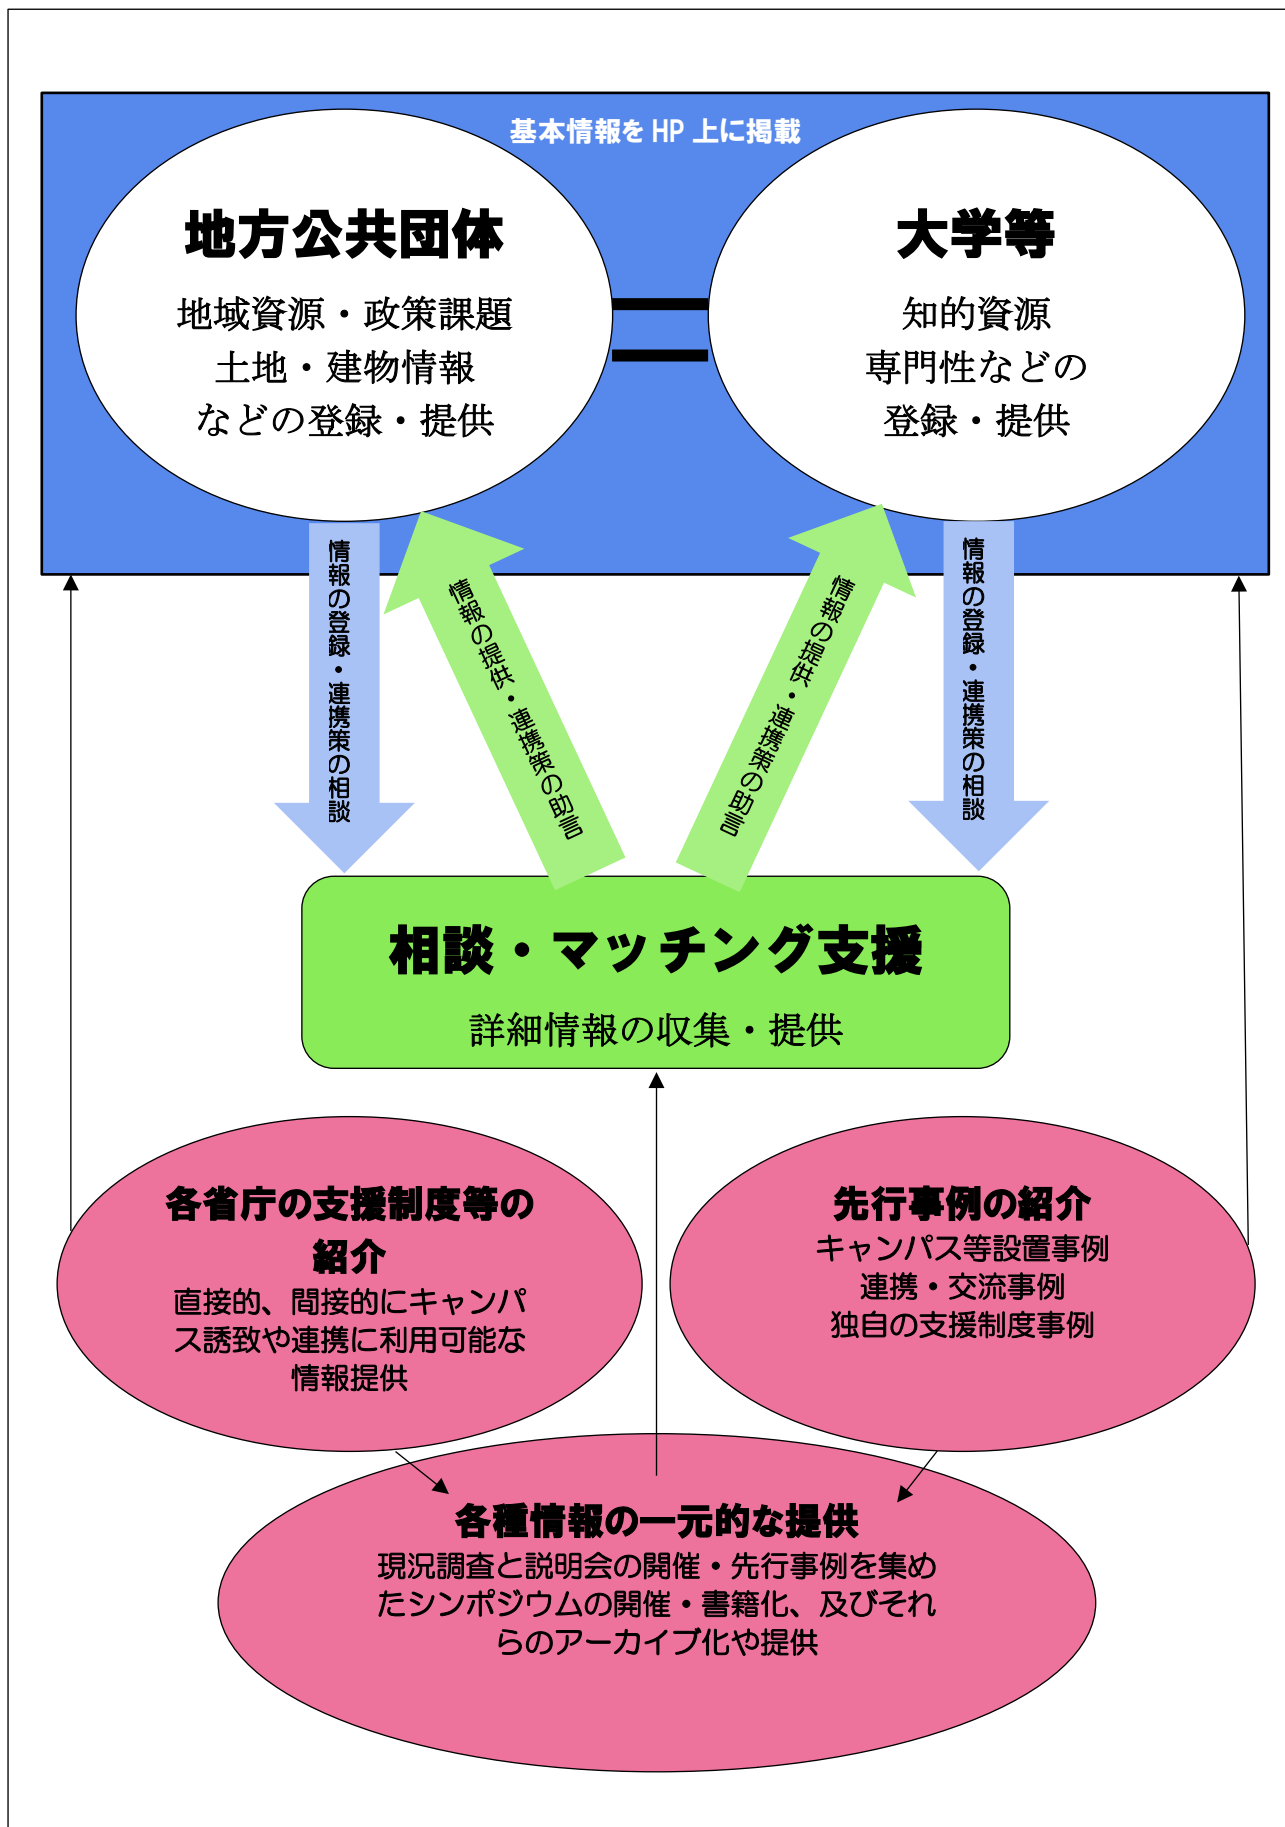 基本情報を HP 上に掲載
地方公共団体
地域資源・政策課題
土地・建物情報
などの登録・提供
大学等
知的資源
専門性などの
登録・提供
情報の登録・連携策の相談
情報の提供・連携策の助言
情報の提供・連携策の助言
情報の登録・連携策の相談
相談・マッチング支援
詳細情報の収集・提供
各省庁の支援制度等の
紹介
直接的、間接的にキャンパ
ス誘致や連携に利用可能な
情報提供
先行事例の紹介
キャンパス等設置事例
連携・交流事例
独自の支援制度事例
各種情報の一元的な提供
現況調査と説明会の開催・先行事例を集め
たシンポジウムの開催・書籍化、及びそれ
らのアーカイブ化や提供